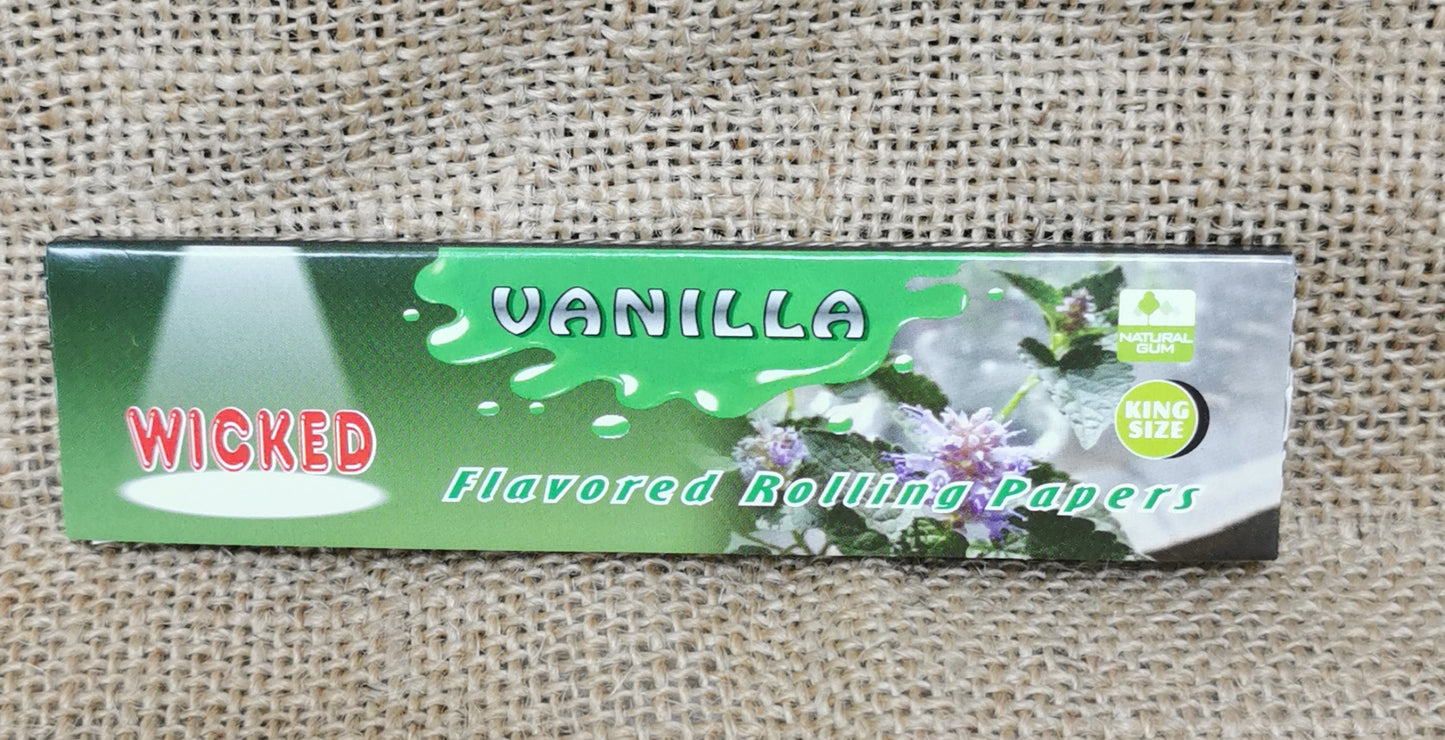 VANILLA
NATURAL
GUM
KING
SIZE
WICKED
Flavored Rolling Papers